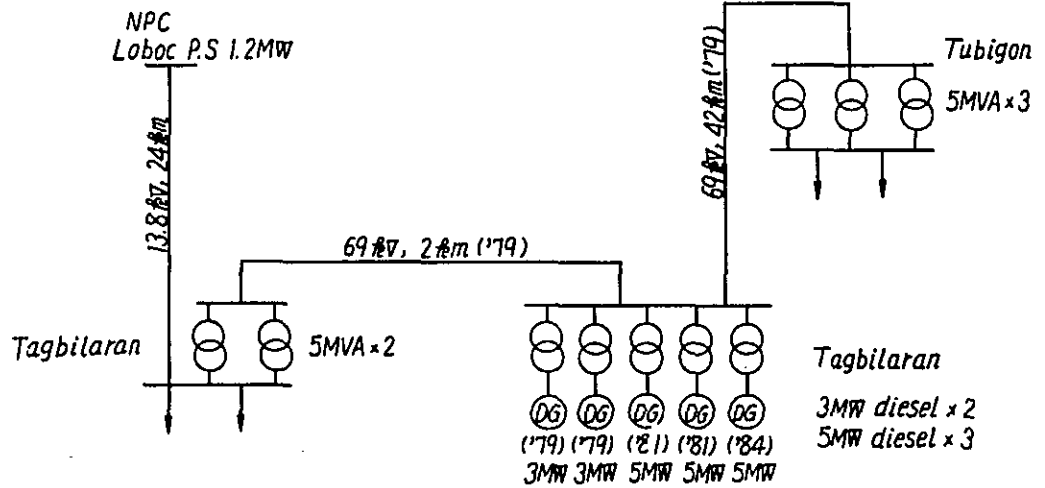 NPC
Loboc P.S 1.2MW
13.8kV, 24km
69kV, 42km ('79)
Tubigon
5MVA×3
69kV, 2km ('79)
Tagbilaran
5MVA×2
Tagbilaran
3MW diesel × 2
5MW diesel × 3
DG DG DG DG DG
('79) ('79) ('81) ('81) ('84)
3MW 3MW 5MW 5MW 5MW